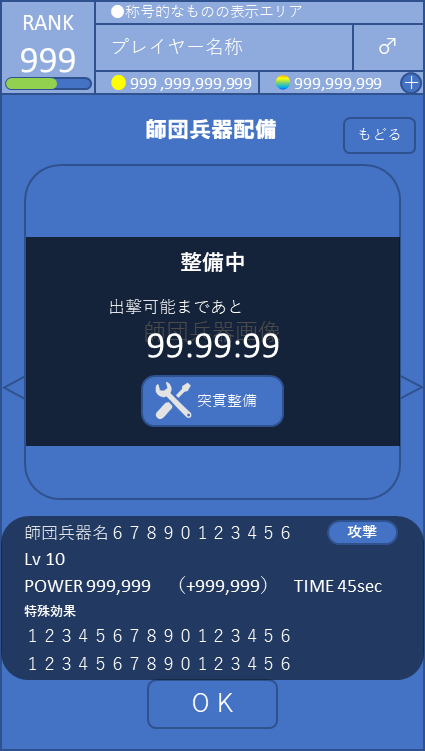 RANK
999
●称号的なものの表示エリア
プレイヤー名称
♂
999 ,999,999,999
999,999,999
師団兵器配備
もどる
整備中
出撃可能まであと
師団兵器画像
99:99:99
突貫整備
師団兵器名６７８９０１２３４５６
攻撃
Lv 10
POWER 999,999 （+999,999） TIME 45sec
特殊効果
１２３４５６７８９０１２３４５６
１２３４５６７８９０１２３４５６
ＯＫ